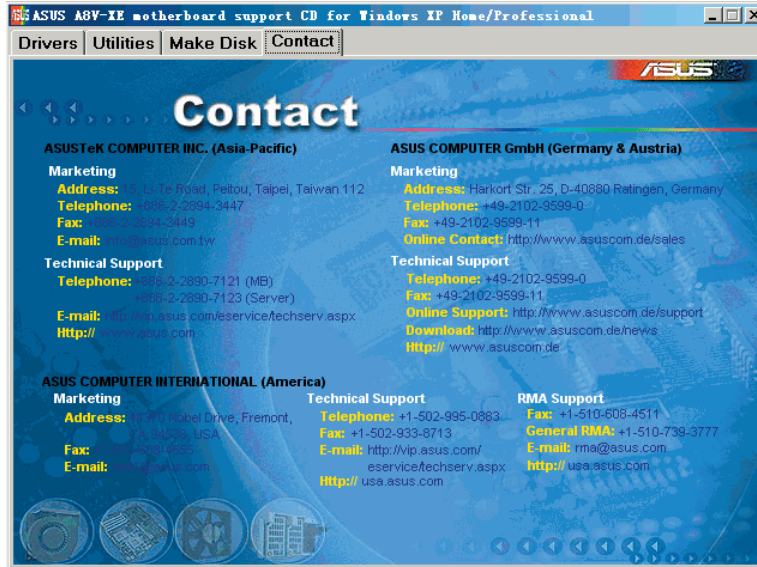 ASUS A8V-XE motherboard support CD for Windows XP Home/Professional
Drivers Utilities Make Disk Contact
ASUS
Contact
ASUSTeK COMPUTER INC. (Asia-Pacific)
Marketing
Address: 15, Li-Te Road, Peitou, Taipei, Taiwan 112
Telephone: +886-2-2894-3447
Fax: +886-2-2894-3449
E-mail: info@asus.com.tw
Technical Support
Telephone: +886-2-2890-7121 (MB)
+886-2-2890-7123 (Server)
E-mail: http://vip.asus.com/eservice/techserv.aspx
Http:// www.asus.com
ASUS COMPUTER GmbH (Germany & Austria)
Marketing
Address: Harkort Str. 25, D-40880 Ratingen, Germany
Telephone: +49-2102-9599-0
Fax: +49-2102-9599-11
Online Contact: http://www.asuscom.de/sales
Technical Support
Telephone: +49-2102-9599-0
Fax: +49-2102-9599-11
Online Support: http://www.asuscom.de/support
Download: http://www.asuscom.de/news
Http:// www.asuscom.de
ASUS COMPUTER INTERNATIONAL (America)
Marketing
Address: Nobel Drive, Fremont,
USA
Fax:
E-mail:
Technical Support
Telephone: +1-502-995-0883
Fax: +1-502-933-8713
E-mail: http://vip.asus.com/
eservice/techserv.aspx
Http:// usa.asus.com
RMA Support
Fax: +1-510-608-4511
General RMA: +1-510-739-3777
E-mail: rma@asus.com
http:// usa.asus.com